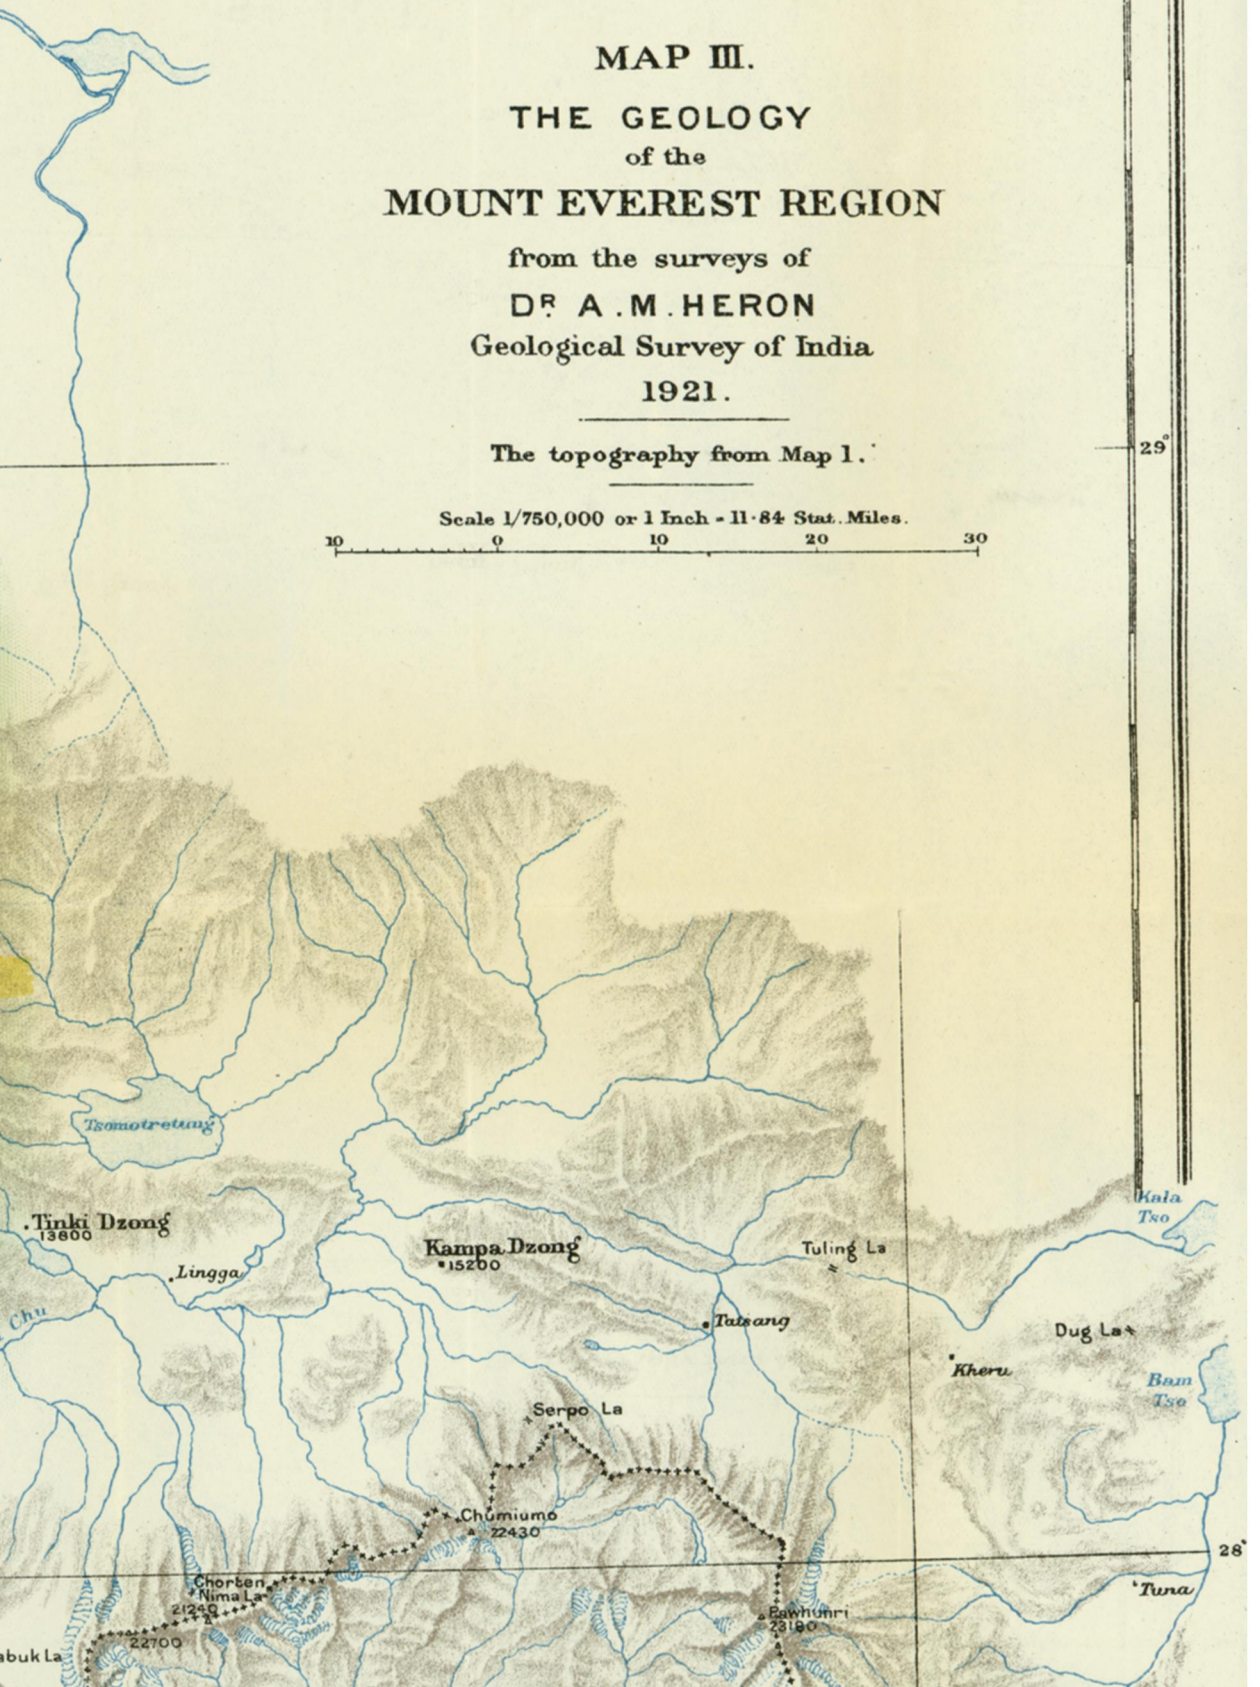 MAP III.
THE GEOLOGY
of the
MOUNT EVEREST REGION
from the surveys of
DR. A.M.HERON
Geological Survey of India
1921.
The topography from Map 1.
Scale 1/750,000 or 1 Inch = 11·84 Stat. Miles.
10 0 10 20 30
29°
Tsomotretung
Kala
Tso
.Tinki Dzong
13800
Kampa Dzong
15200
Tuling La
Lingga
Chu
Tatsang
Dug La
Kheru
Bam
Tso
Serpo La
Chumiumo
22430
28°
Chorten
Nima La
21240
22700
Tuna
Pawhunri
23180
abuk La